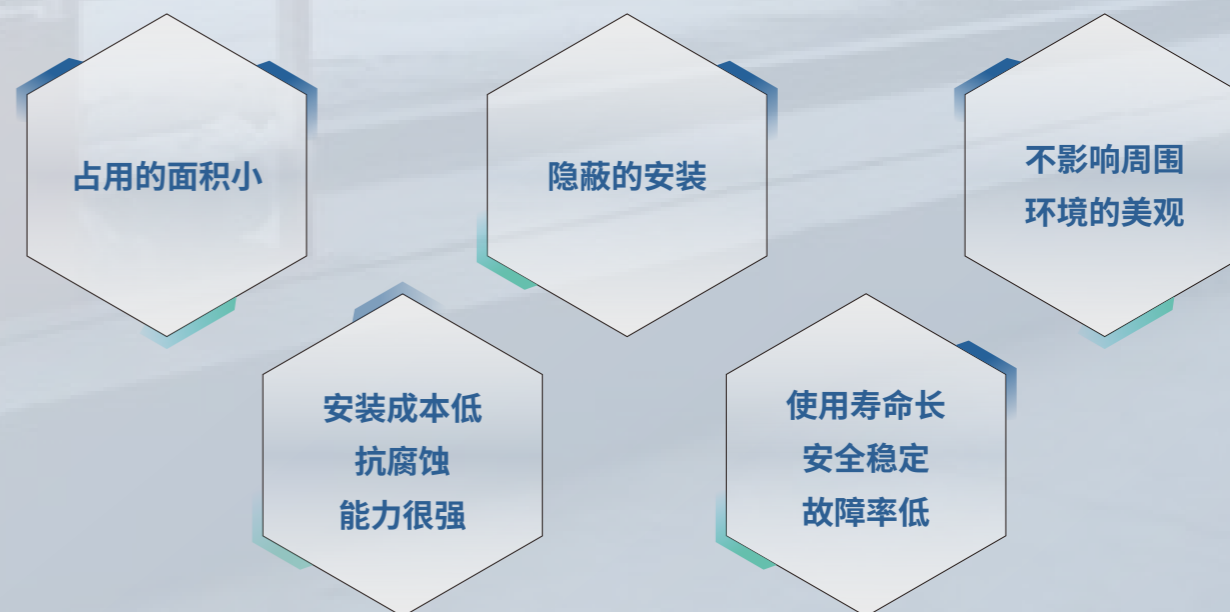 占用的面积小
隐蔽的安装
不影响周围
环境的美观
安装成本低
抗腐蚀
能力很强
使用寿命长
安全稳定
故障率低